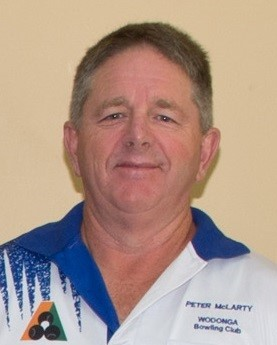 PETER McLARTY
WODONGA
Bowling Club